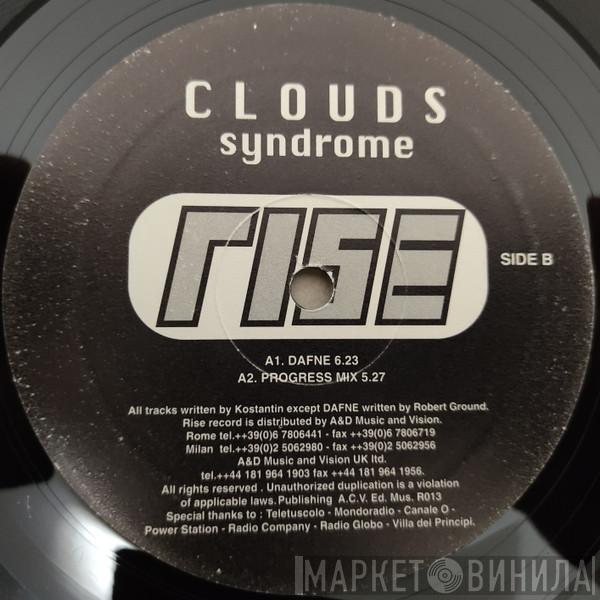 CLOUDS
syndrome
rise
SIDE B
A1. DAFNE 6.23
A2. PROGRESS MIX 5.27
All tracks written by Kostantin except DAFNE written by Robert Ground.
Rise record is distributed by A&D Music and Vision.
Rome tel.++39(0)6 7806441 - fax ++39(0)6 7806719
Milan tel.++39(0)2 5062980 - fax ++39(0)2 5062956
A&D Music and Vision UK ltd.
tel.++44 181 964 1903 fax ++44 181 964 1956.
All rights reserved . Unauthorized duplication is a violation
of applicable laws. Publishing A.C.V. Ed. Mus. R013
Special thanks to : Teletuscolo - Mondoradio - Canale O -
Power Station - Radio Company - Radio Globo - Villa dei Principi.
МАРКЕТ ВИНИЛА